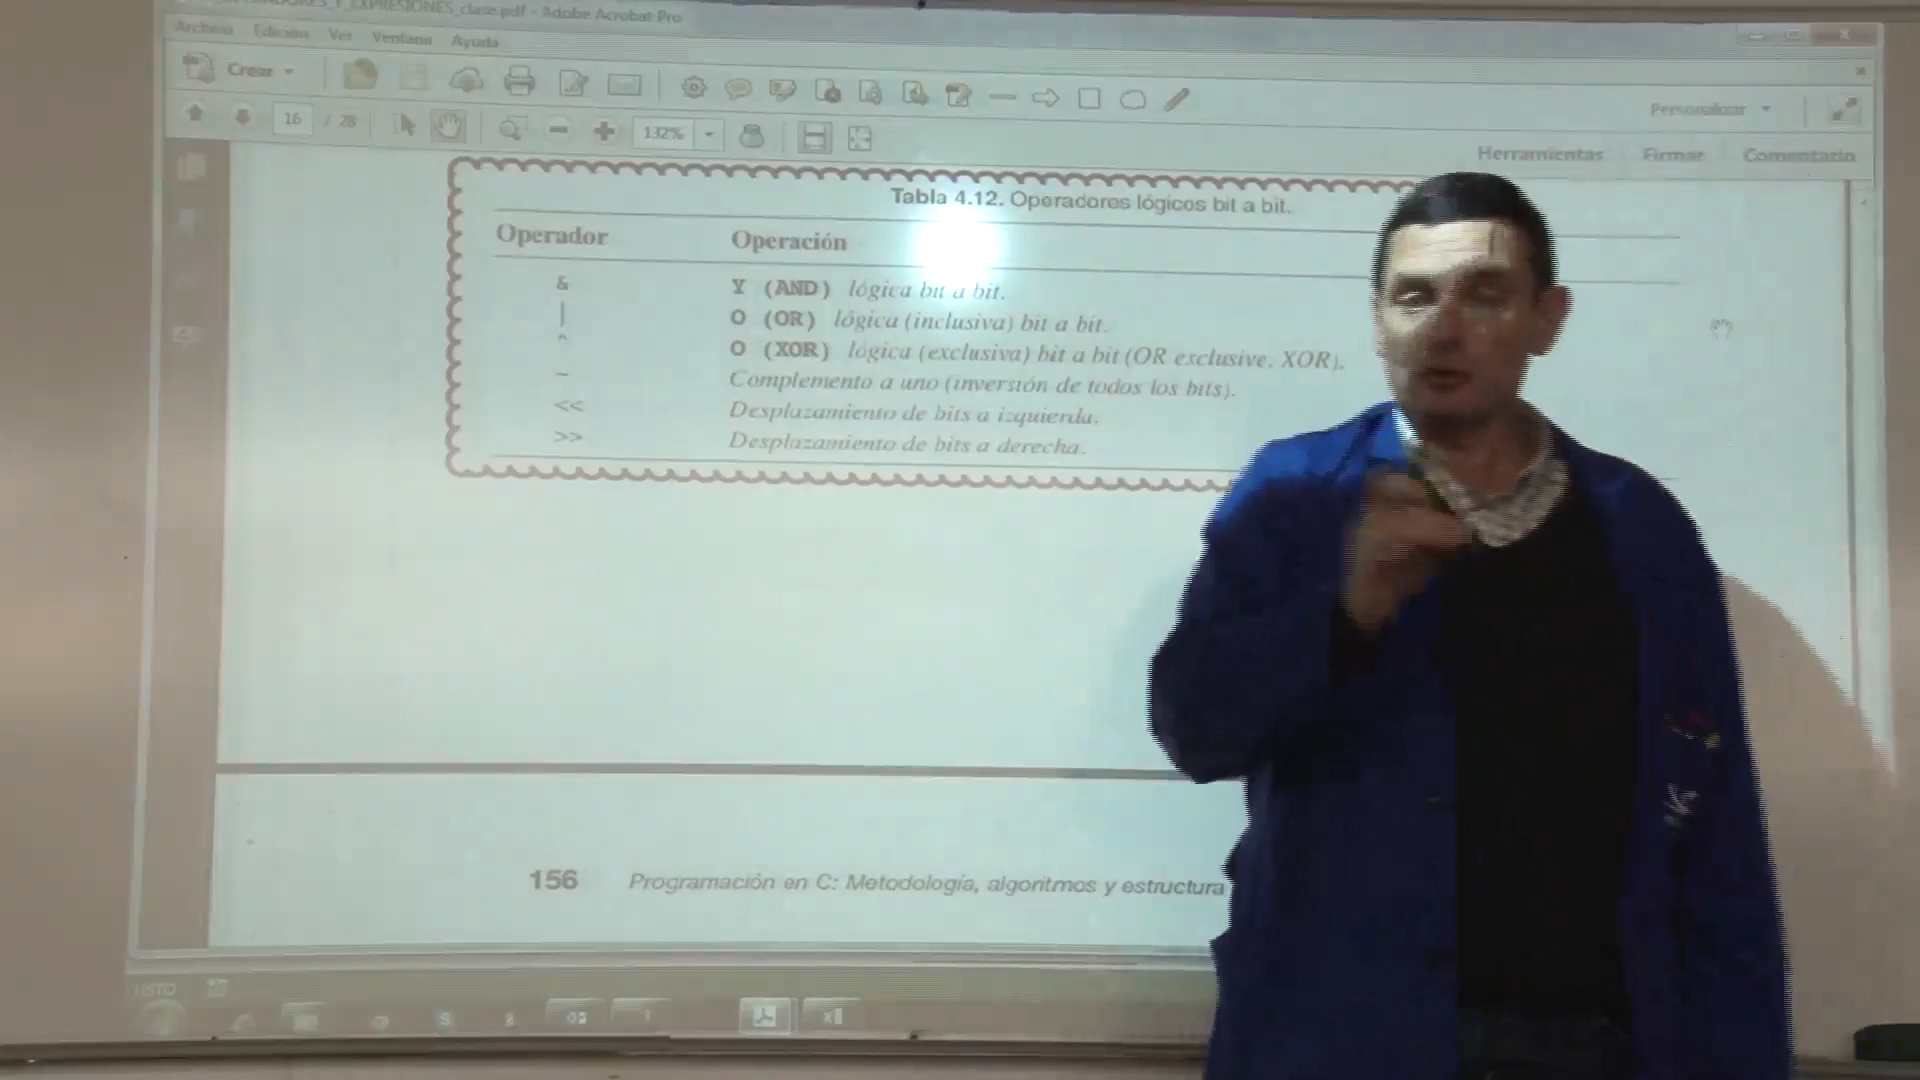 EXPRESIONES_clase.pdf - Adobe Acrobat Pro
Archivo Edición Ver Ventana Ayuda
Crear
Personalizar
16 / 28 132%
Herramientas Firmar Comentario
Tabla 4.12. Operadores lógicos bit a bit.
Operador Operación
& Y (AND) lógica bit a bit.
| O (OR) lógica (inclusiva) bit a bit.
^ O (XOR) lógica (exclusiva) bit a bit (OR exclusive, XOR).
~ Complemento a uno (inversión de todos los bits).
<< Desplazamiento de bits a izquierda.
>> Desplazamiento de bits a derecha.
156 Programación en C: Metodología, algoritmos y estructura
LISTO